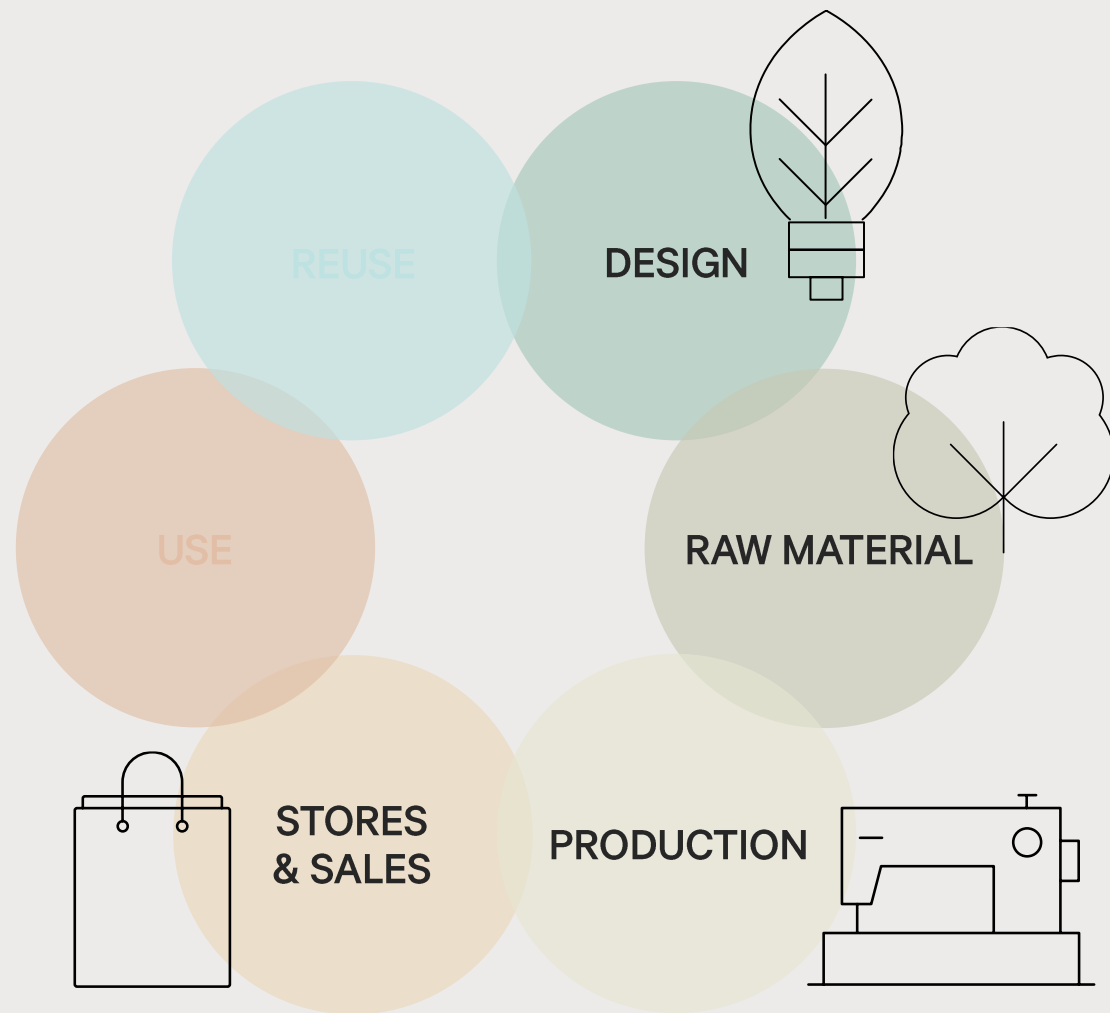 REUSE
DESIGN
USE
RAW MATERIAL
STORES
& SALES
PRODUCTION